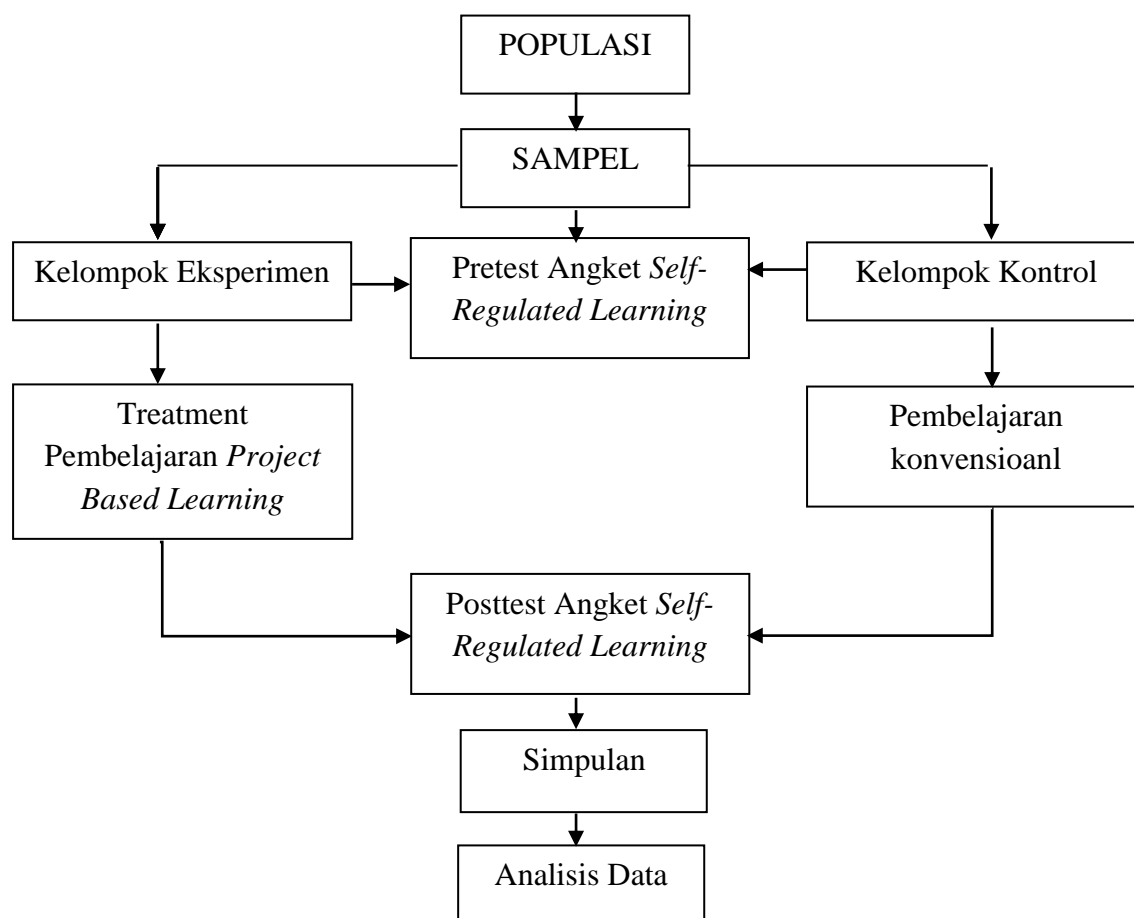 POPULASI
SAMPEL
Kelompok Eksperimen
Pretest Angket Self-
Regulated Learning
Kelompok Kontrol
Treatment
Pembelajaran Project
Based Learning
Pembelajaran
konvensioanl
Posttest Angket Self-
Regulated Learning
Simpulan
Analisis Data